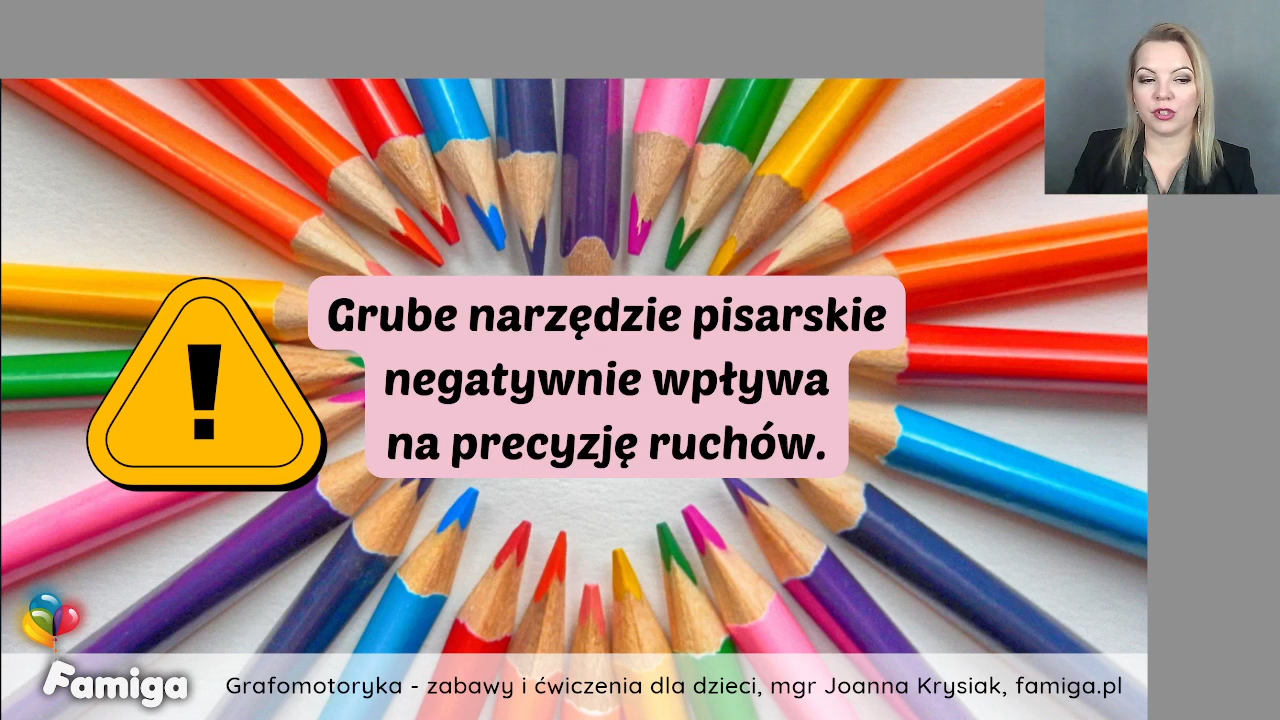 Grube narzędzie pisarskie
negatywnie wpływa
na precyzję ruchów.
!
Famiga
Grafomotoryka - zabawy i ćwiczenia dla dzieci, mgr Joanna Krysiak, famiga.pl